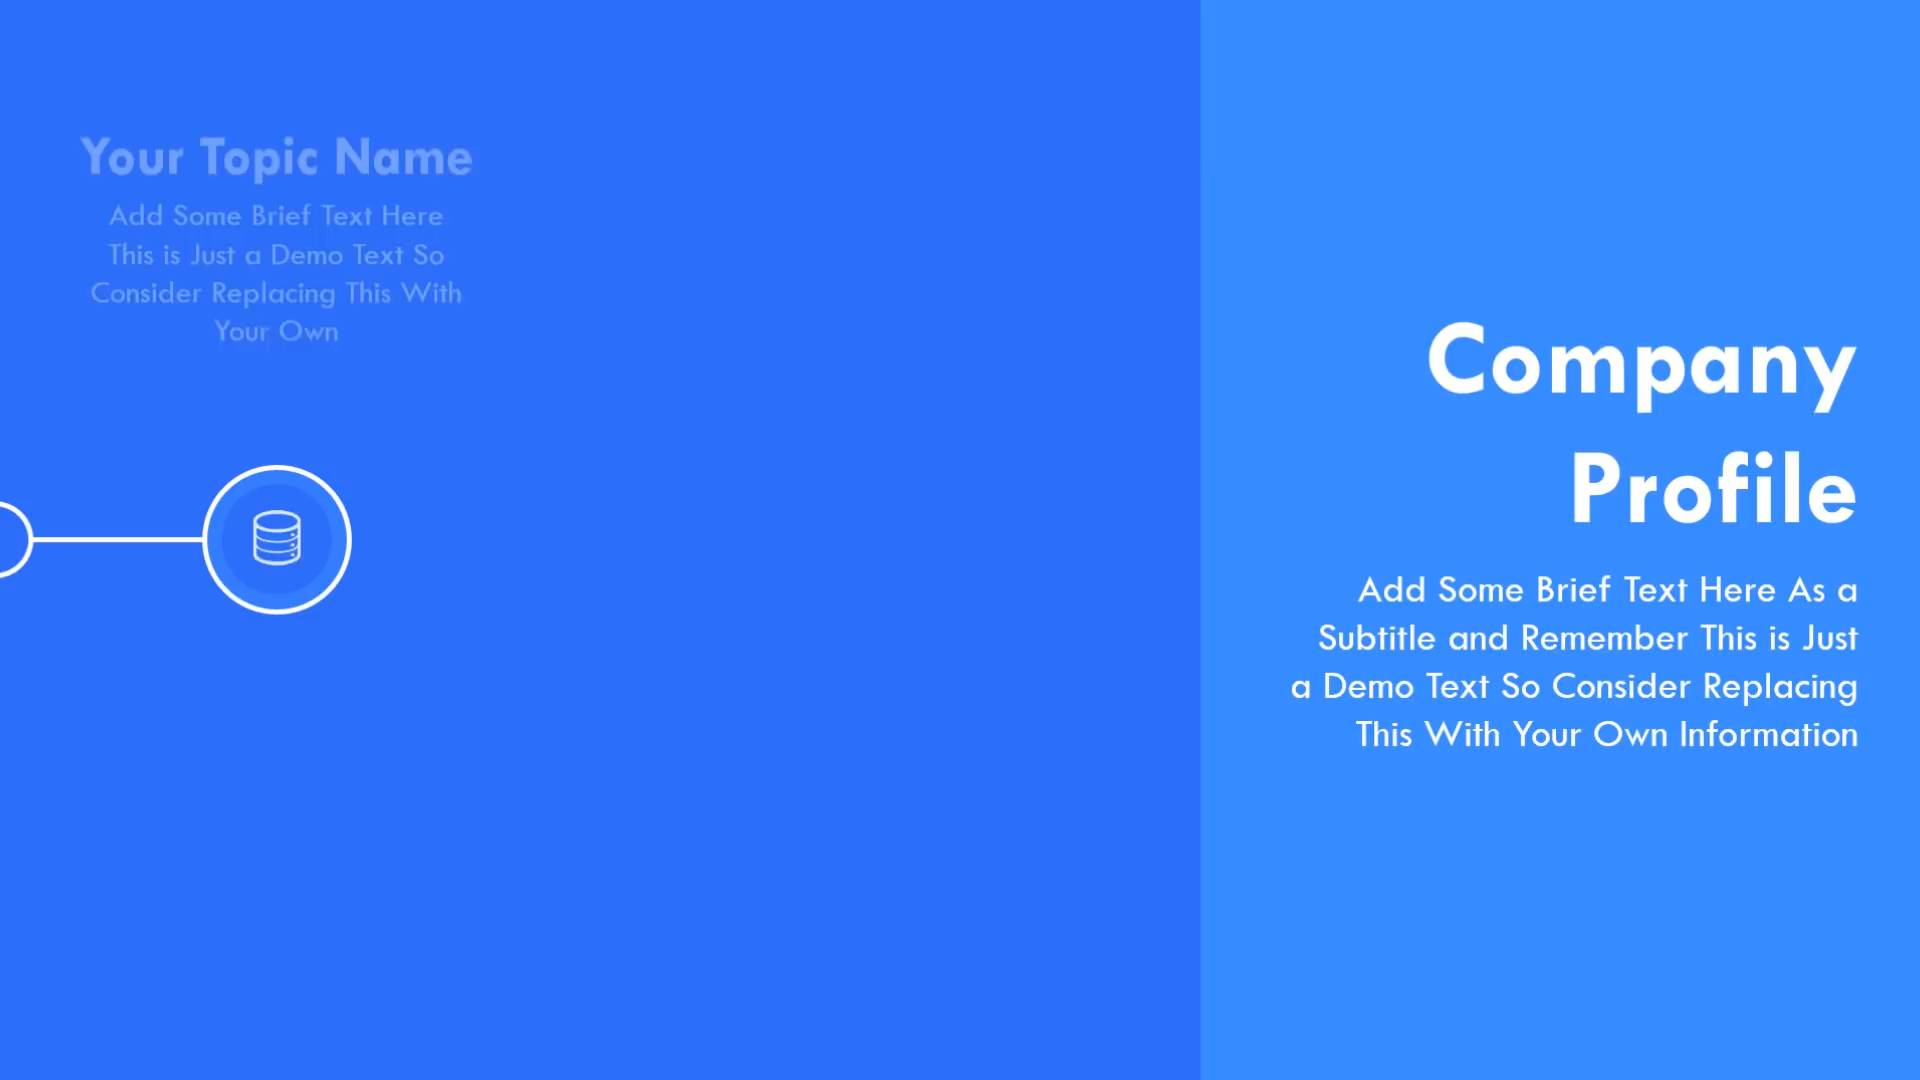 Your Topic Name
Add Some Brief Text Here
This is Just a Demo Text So
Consider Replacing This With
Your Own
Company
Profile
Add Some Brief Text Here As a
Subtitle and Remember This is Just
a Demo Text So Consider Replacing
This With Your Own Information